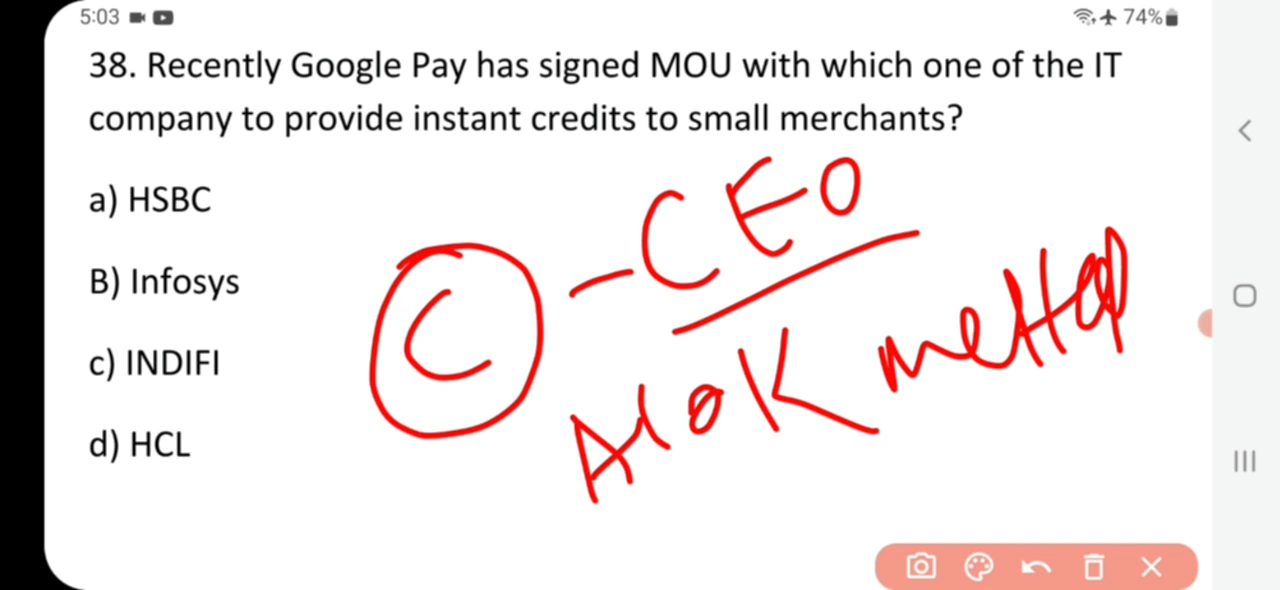 5:03 74%
38. Recently Google Pay has signed MOU with which one of the IT
company to provide instant credits to small merchants?
a) HSBC
B) Infosys
c) INDIFI
d) HCL
C - CEO
Alok